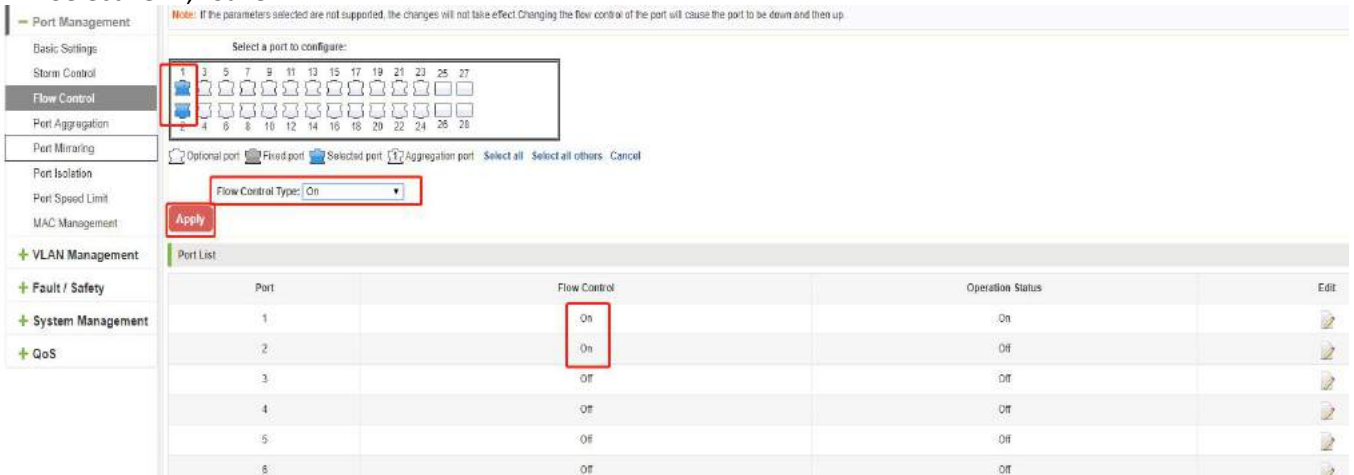 Port Management
Basic Settings
Storm Control
Flow Control
Port Aggregation
Port Mirroring
Port Isolation
Port Speed Limit
MAC Management
VLAN Management
Fault / Safety
System Management
QoS
Note: If the parameters selected are not supported, the changes will not take effect.Changing the flow control of the port will cause the port to be down and then up.
Select a port to configure:
1 3 5 7 9 11 13 15 17 19 21 23 25 27
2 4 6 8 10 12 14 16 18 20 22 24 26 28
Optional port Fixed port Selected port 1 Aggregation port Select all Select all others Cancel
Flow Control Type: On
Apply
Port List
Port Flow Control Operation Status Edit
1 On On
2 On Off
3 Off Off
4 Off Off
5 Off Off
6 Off Off